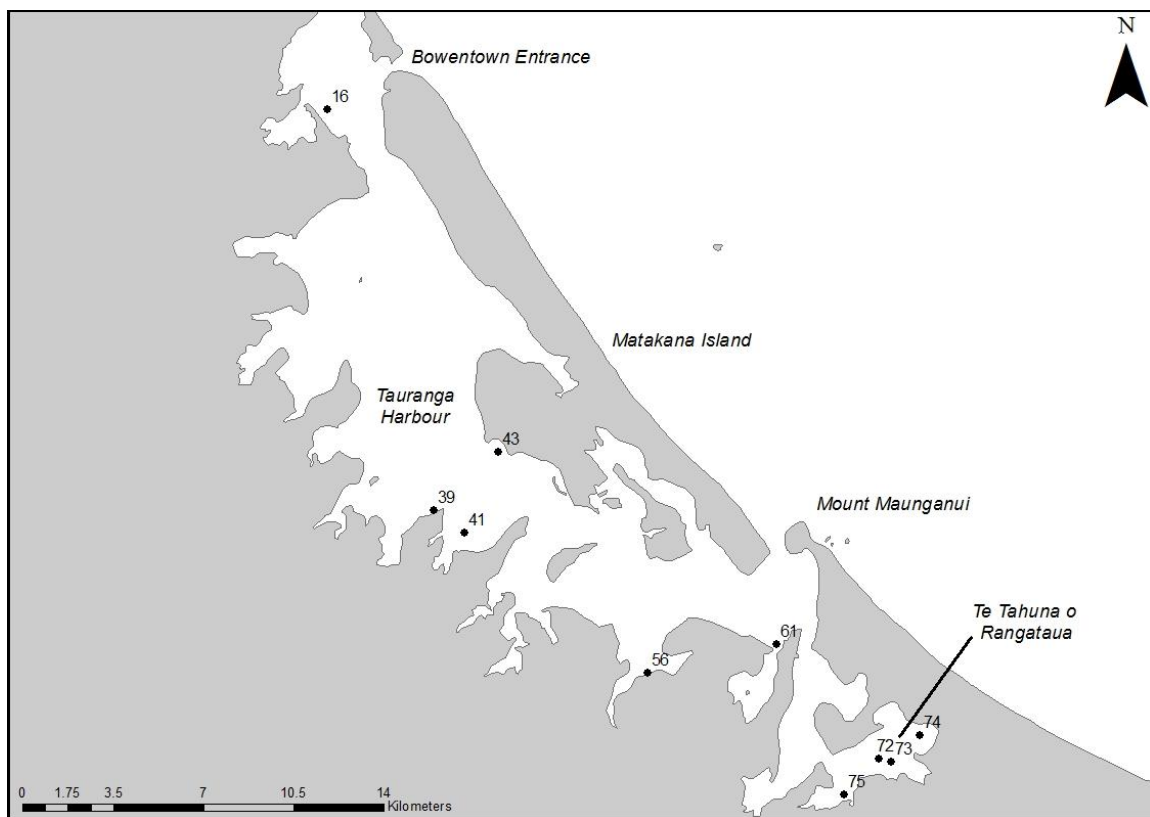 Bowentown Entrance
N
16
Matakana Island
Tauranga
Harbour
43
39
41
Mount Maunganui
Te Tahuna o
Rangataua
61
56
74
72
73
75
0 1.75 3.5 7 10.5 14
Kilometers